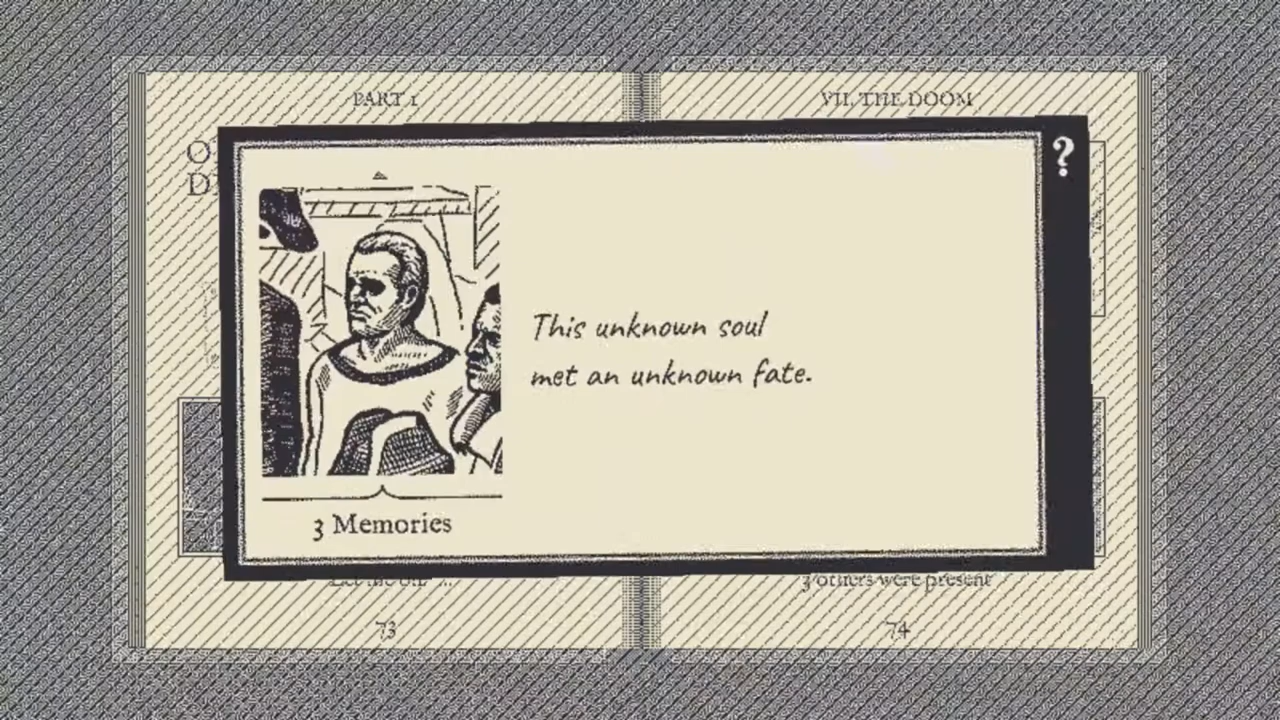 PART 1
VII. THE DOOM
O
D
?
This unknown soul
met an unknown fate.
3 Memories
3 others were present
73
74